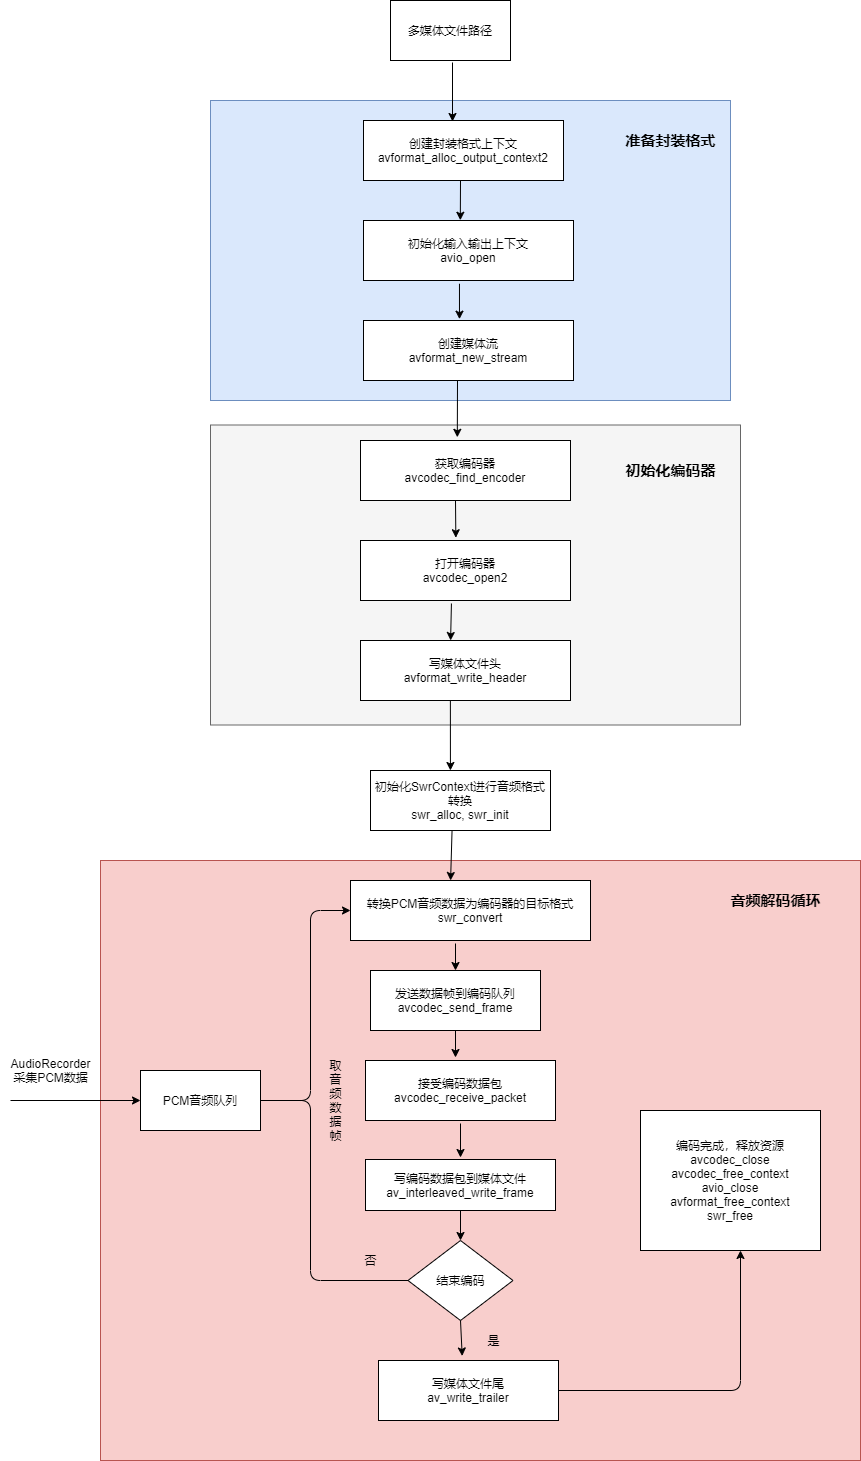 多媒体文件路径
准备封装格式
创建封装格式上下文
avformat_alloc_output_context2
初始化输入输出上下文
avio_open
创建媒体流
avformat_new_stream
初始化编码器
获取编码器
avcodec_find_encoder
打开编码器
avcodec_open2
写媒体文件头
avformat_write_header
初始化SwrContext进行音频格式
转换
swr_alloc, swr_init
音频解码循环
转换PCM音频数据为编码器的目标格式
swr_convert
发送数据帧到编码队列
avcodec_send_frame
AudioRecorder
采集PCM数据
PCM音频队列
取
音
频
数
据
帧
接受编码数据包
avcodec_receive_packet
写编码数据包到媒体文件
av_interleaved_write_frame
编码完成，释放资源
avcodec_close
avcodec_free_context
avio_close
avformat_free_context
swr_free
否
结束编码
是
写媒体文件尾
av_write_trailer